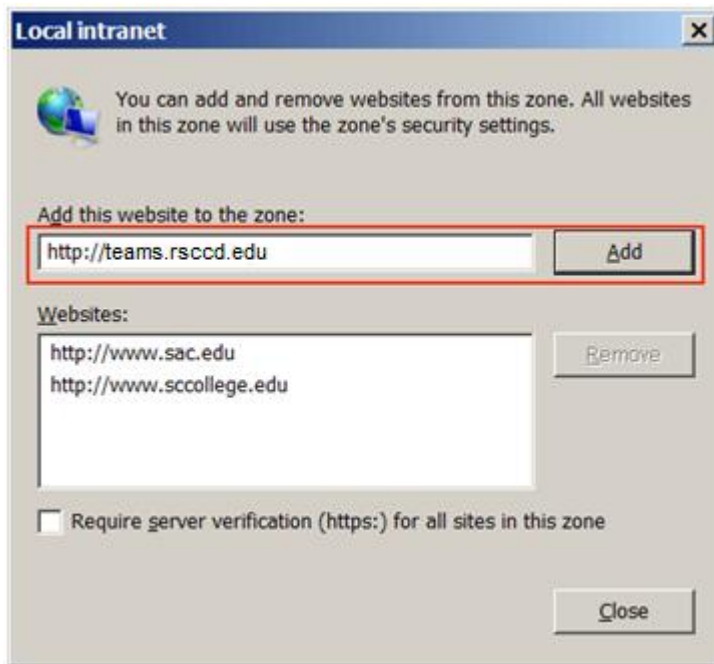 Local intranet
You can add and remove websites from this zone. All websites
in this zone will use the zone's security settings.
Add this website to the zone:
http://teams.rsccd.edu
Add
Websites:
http://www.sac.edu
http://www.sccollege.edu
Remove
Require server verification (https:) for all sites in this zone
Close